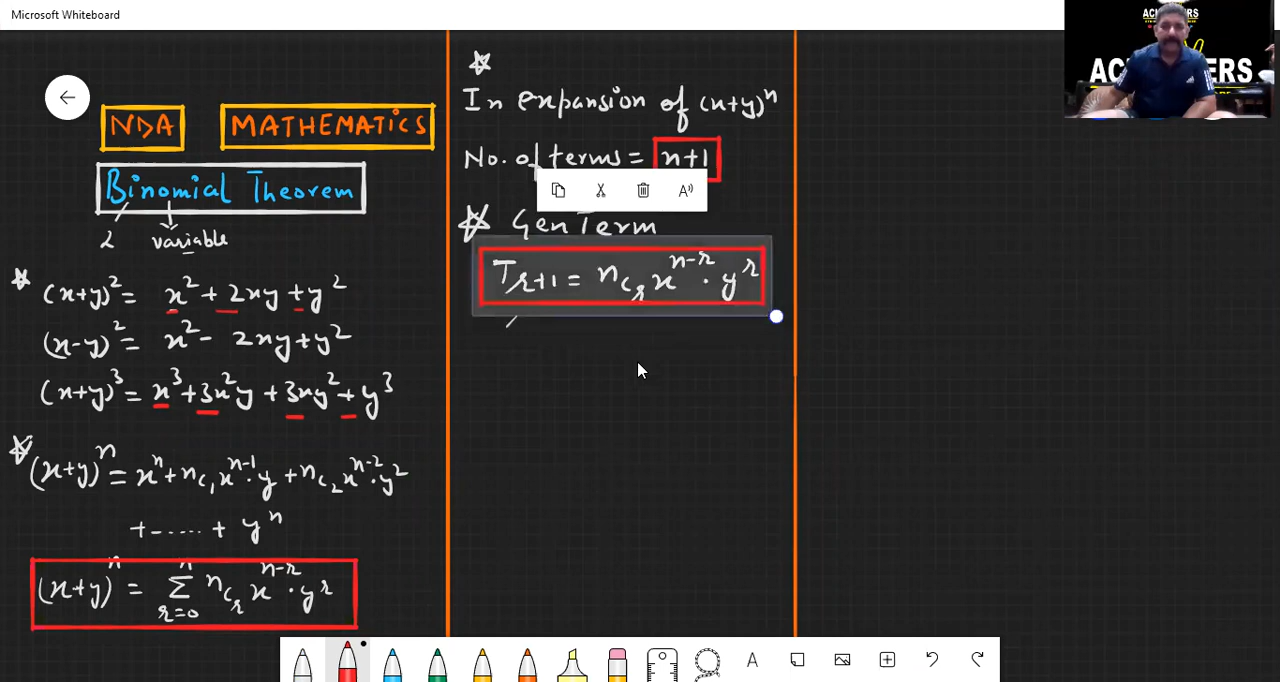 Microsoft Whiteboard
NDA MATHEMATICS
Binomial Theorem
2 variable
(x+y)² = x² + 2xy + y²
(x-y)² = x² - 2xy + y²
(x+y)³ = x³ + 3x²y + 3xy² + y³
(x+y)ⁿ = xⁿ + nC₁ xⁿ⁻¹·y + nC₂ xⁿ⁻²·y²
+ ..... + yⁿ
(x+y)ⁿ = Σ_{r=0}^{n} nCᵣ xⁿ⁻ʳ·yʳ
In expansion of (x+y)ⁿ
No. of terms = n+1
Gen Term
T_{r+1} = nCᵣ xⁿ⁻ʳ·yʳ